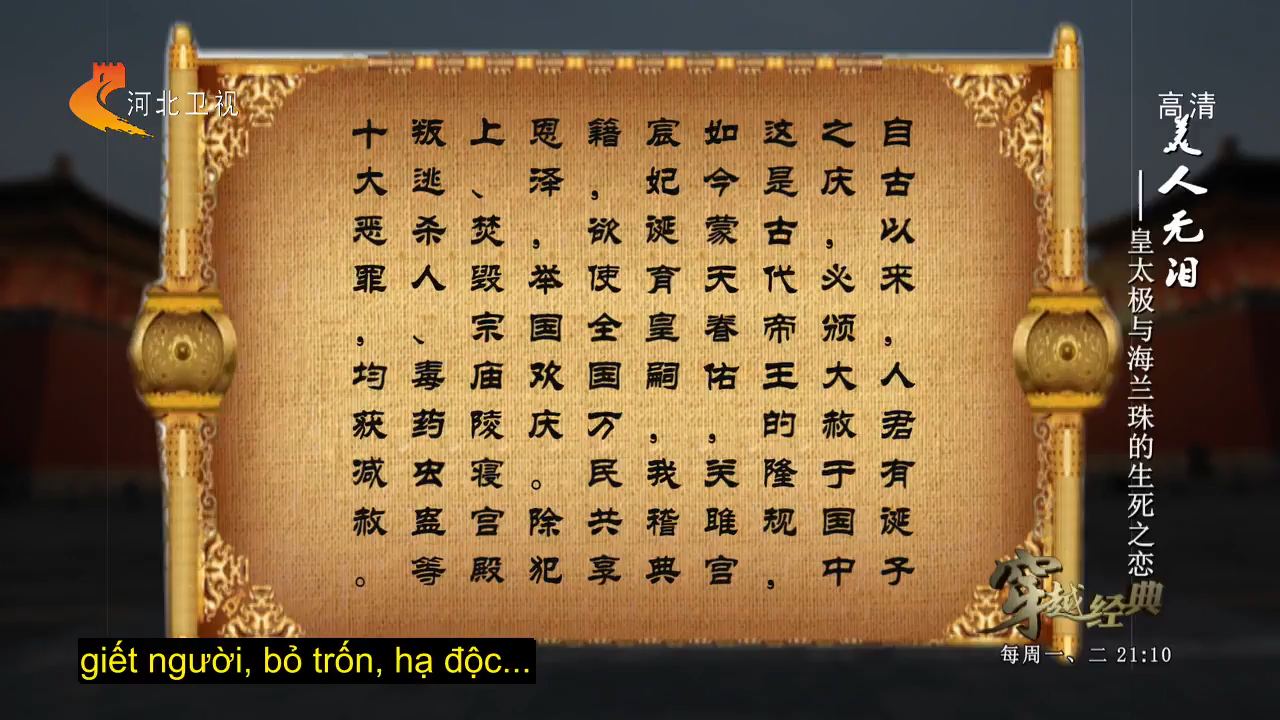 河北卫视
高清
美人无泪
——皇太极与海兰珠的生死之恋
自古以来，人君有诞子
之庆，必颁大赦于国中
这是古代帝王的隆规，
如今蒙天眷佑，关雎宫
宸妃诞育皇嗣，我稽典
籍，欲使全国万民共享
恩泽，举国欢庆。除犯
上、焚毁宗庙陵寝宫殿
叛逃杀人、毒药虫蛊等
十大恶罪，均获减赦。
穿越经典
每周一、二 21:10
giết người, bỏ trốn, hạ độc...